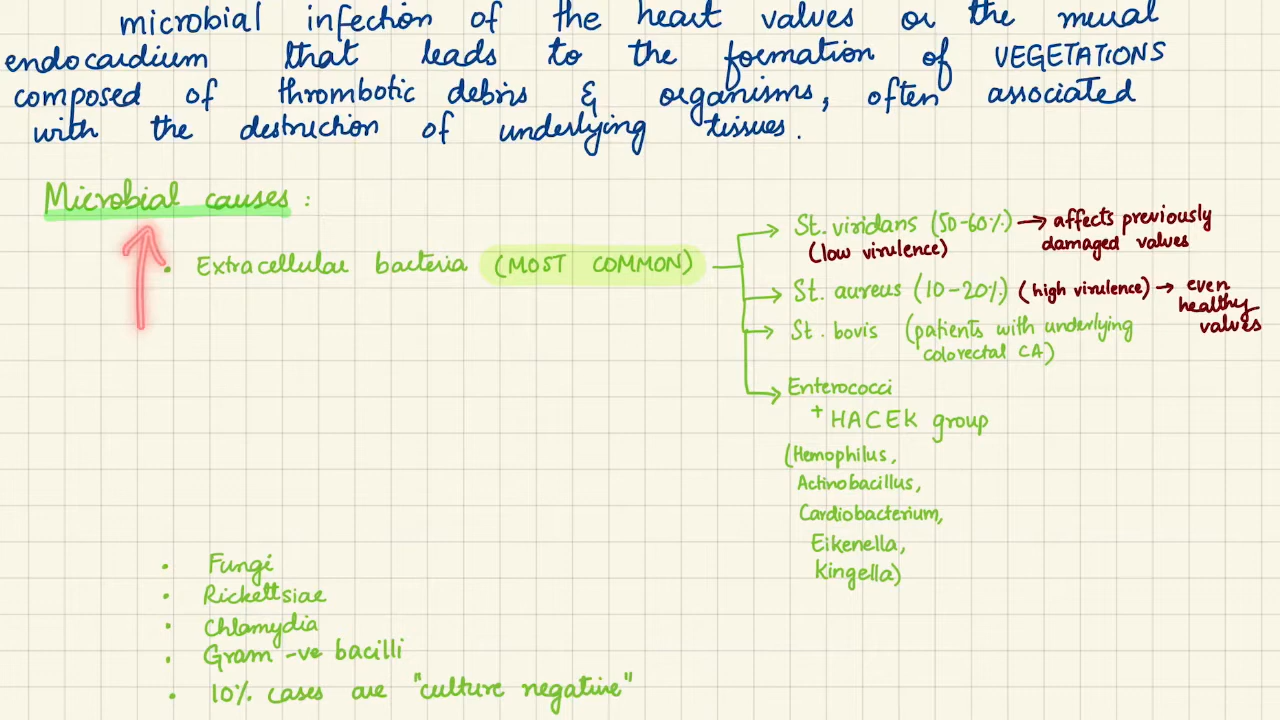 microbial infection of the heart valves or the mural
endocardium that leads to the formation of VEGETATIONS
composed of thrombotic debris & organisms, often associated
with the destruction of underlying tissues.
Microbial causes :
• Extracellular bacteria (MOST COMMON)
St. viridans (50-60%) → affects previously
damaged values
(low virulence)
St. aureus (10-20%) (high virulence) → even
healthy
valves
St. bovis (patients with underlying
colorectal CA)
Enterococci
+ HACEK group
(Hemophilus,
Actinobacillus,
Cardiobacterium,
Eikenella,
Kingella)
• Fungi
• Rickettsiae
• Chlamydia
• Gram -ve bacilli
• 10% cases are "culture negative"